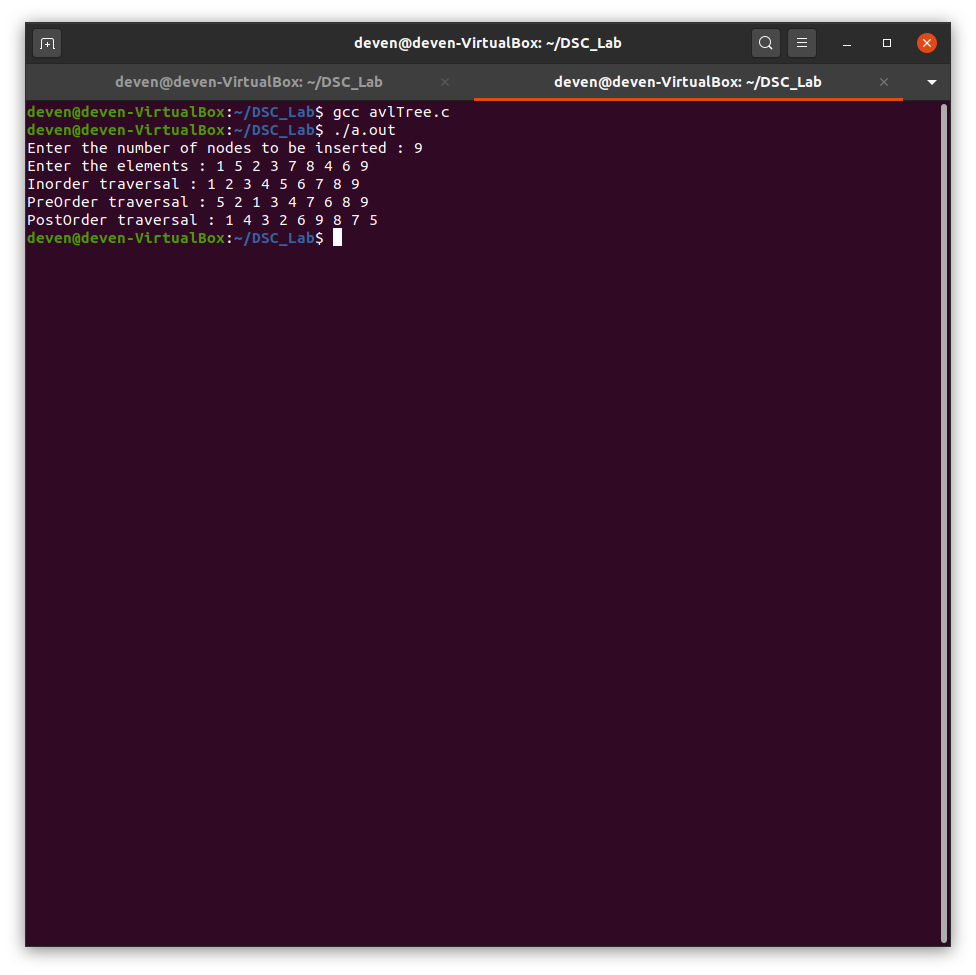 deven@deven-VirtualBox: ~/DSC_Lab
deven@deven-VirtualBox: ~/DSC_Lab
deven@deven-VirtualBox: ~/DSC_Lab
deven@deven-VirtualBox:~/DSC_Lab$ gcc avlTree.c
deven@deven-VirtualBox:~/DSC_Lab$ ./a.out
Enter the number of nodes to be inserted : 9
Enter the elements : 1 5 2 3 7 8 4 6 9
Inorder traversal : 1 2 3 4 5 6 7 8 9
PreOrder traversal : 5 2 1 3 4 7 6 8 9
PostOrder traversal : 1 4 3 2 6 9 8 7 5
deven@deven-VirtualBox:~/DSC_Lab$